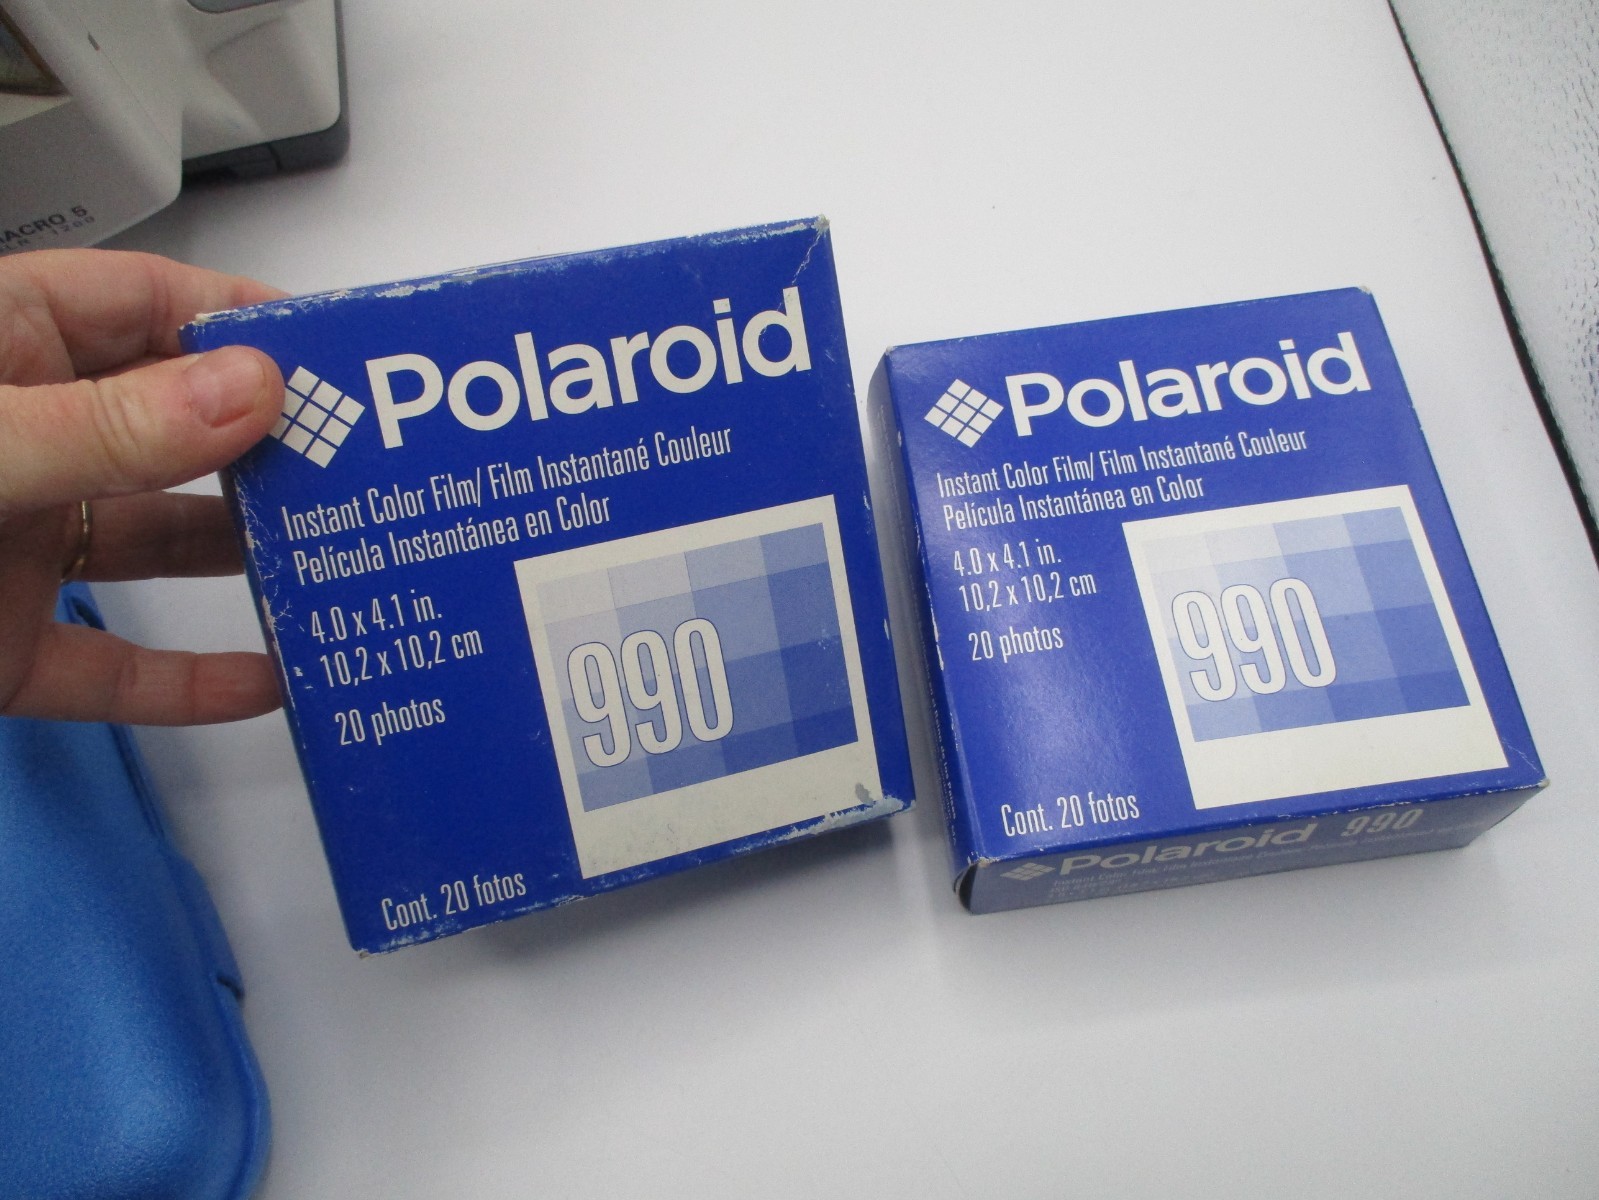 MACRO 5
1200
Polaroid
Instant Color Film/ Film Instantané Couleur
Película Instantánea en Color
4.0 x 4.1 in.
10,2 x 10,2 cm
20 photos
990
Cont. 20 fotos
Polaroid
Instant Color Film/ Film Instantané Couleur
Película Instantánea en Color
4.0 x 4.1 in.
10,2 x 10,2 cm
20 photos
990
Cont. 20 fotos
Polaroid 990